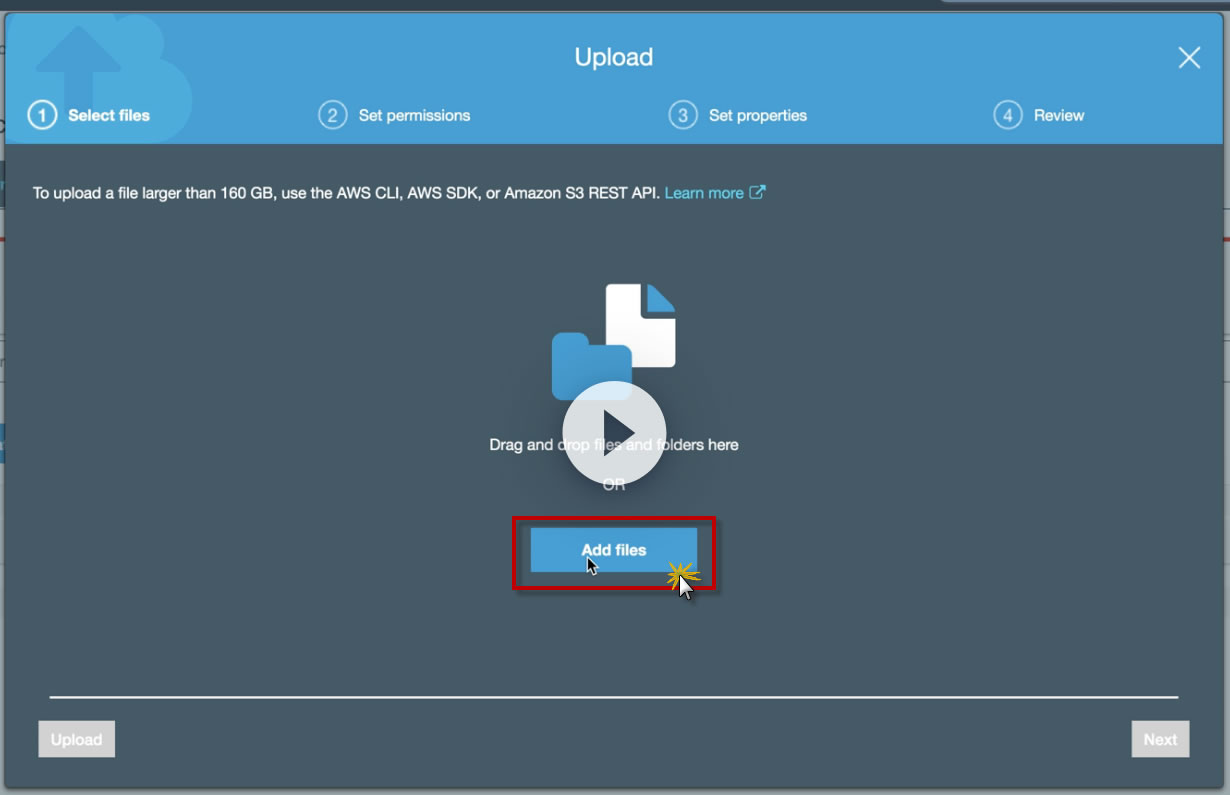 Upload
1 Select files
2 Set permissions
3 Set properties
4 Review
To upload a file larger than 160 GB, use the AWS CLI, AWS SDK, or Amazon S3 REST API. Learn more
Drag and drop files and folders here
OR
Add files
Upload
Next